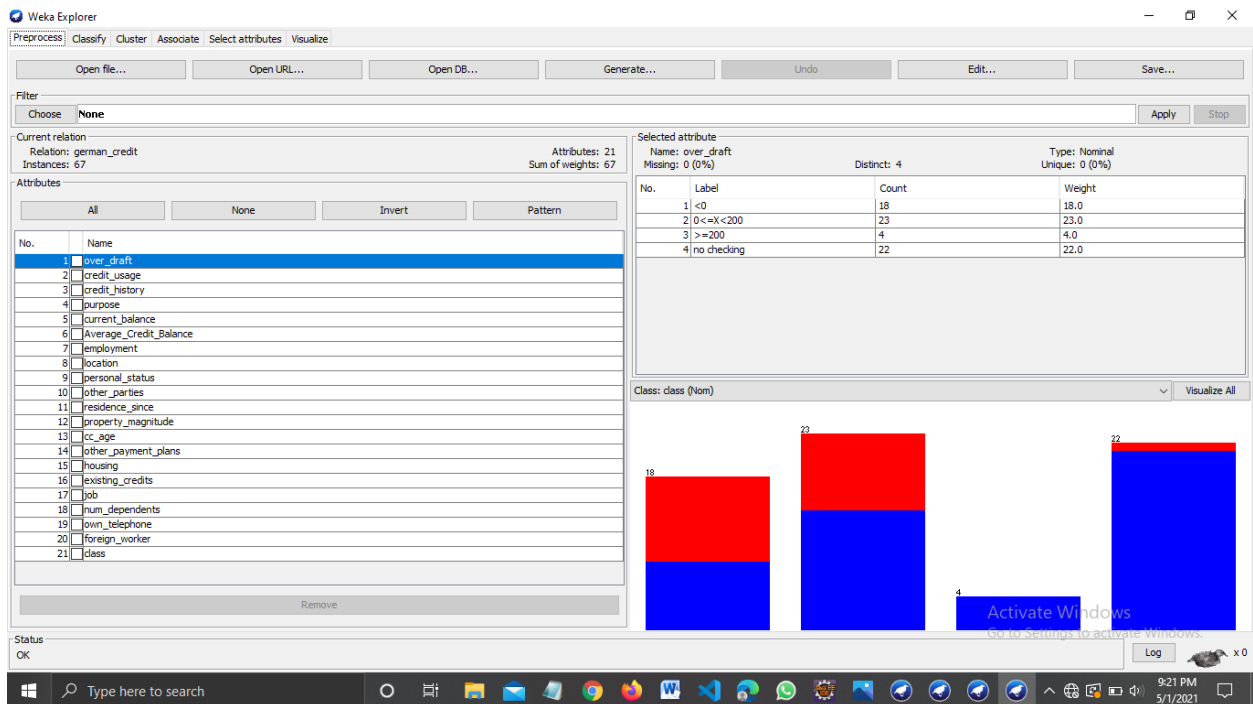 Weka Explorer
Preprocess Classify Cluster Associate Select attributes Visualize
Open file... Open URL... Open DB... Generate... Undo Edit... Save...
Filter
Choose None Apply Stop
Current relation
Relation: german_credit Attributes: 21
Instances: 67 Sum of weights: 67
Attributes
All None Invert Pattern
No. Name
1 over_draft
2 credit_usage
3 credit_history
4 purpose
5 current_balance
6 Average_Credit_Balance
7 employment
8 location
9 personal_status
10 other_parties
11 residence_since
12 property_magnitude
13 cc_age
14 other_payment_plans
15 housing
16 existing_credits
17 job
18 num_dependents
19 own_telephone
20 foreign_worker
21 class
Remove
Selected attribute
Name: over_draft Type: Nominal
Missing: 0 (0%) Distinct: 4 Unique: 0 (0%)
No. Label Count Weight
1 <0 18 18.0
2 0<=X<200 23 23.0
3 >=200 4 4.0
4 no checking 22 22.0
Class: class (Nom) Visualize All
18 23 4 22
Activate Windows
Go to Settings to activate Windows.
Status
OK Log x 0
Type here to search
9:21 PM
5/1/2021